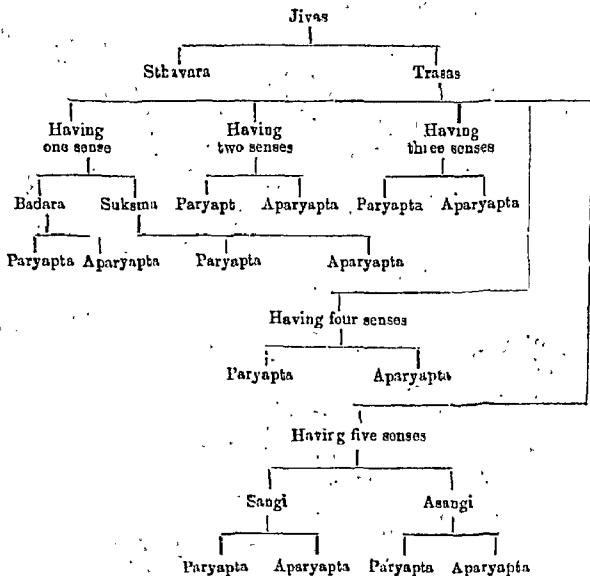 Jivas
Sthavara Trasas
Having Having Having
one sense two senses three senses
Badara Suksma Paryapt Aparyapta Paryapta Aparyapta
Paryapta Aparyapta Paryapta Aparyapta
Having four senses
Paryapta Aparyapta
Having five senses
Sangi Asangi
Paryapta Aparyapta Paryapta Aparyapta